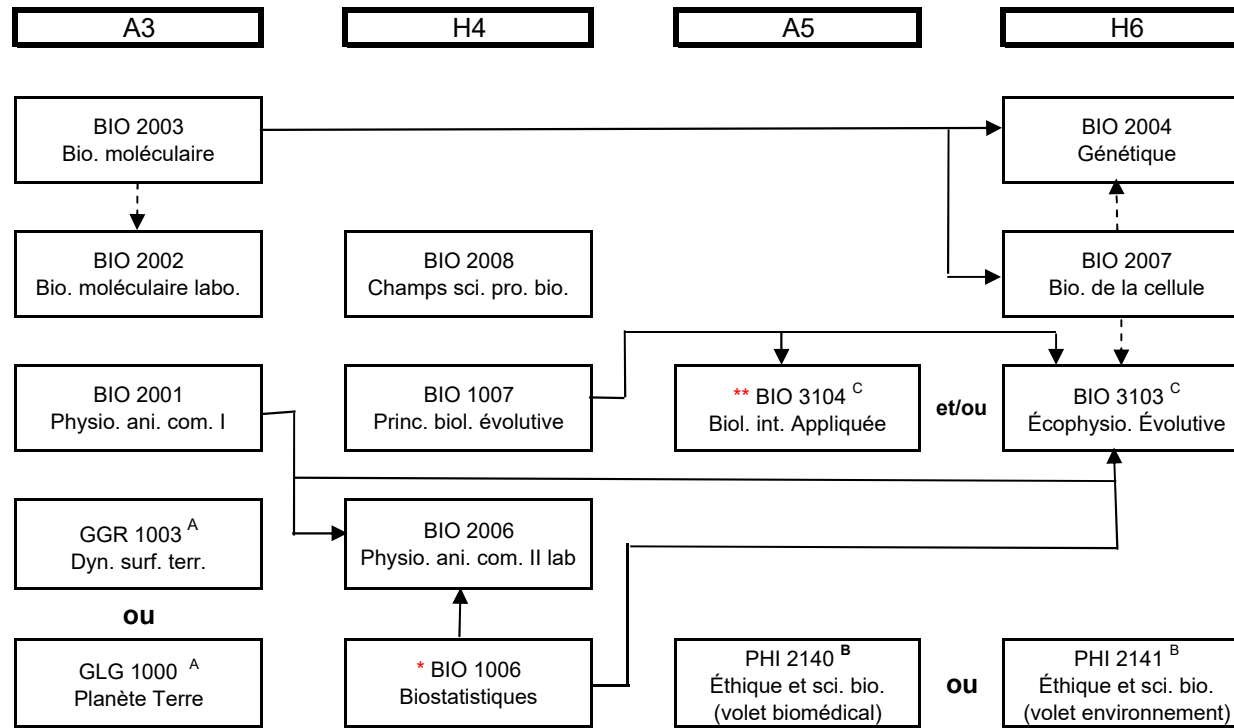 A3
H4
A5
H6
BIO 2003
Bio. moléculaire
BIO 2004
Génétique
BIO 2002
Bio. moléculaire labo.
BIO 2008
Champs sci. pro. bio.
BIO 2007
Bio. de la cellule
BIO 2001
Physio. ani. com. I
BIO 1007
Princ. biol. évolutive
** BIO 3104 C
Biol. int. Appliquée
et/ou
BIO 3103 C
Écophysio. Évolutive
GGR 1003 A
Dyn. surf. terr.
BIO 2006
Physio. ani. com. II lab
ou
GLG 1000 A
Planète Terre
* BIO 1006
Biostatistiques
PHI 2140 B
Éthique et sci. bio.
(volet biomédical)
ou
PHI 2141 B
Éthique et sci. bio.
(volet environnement)